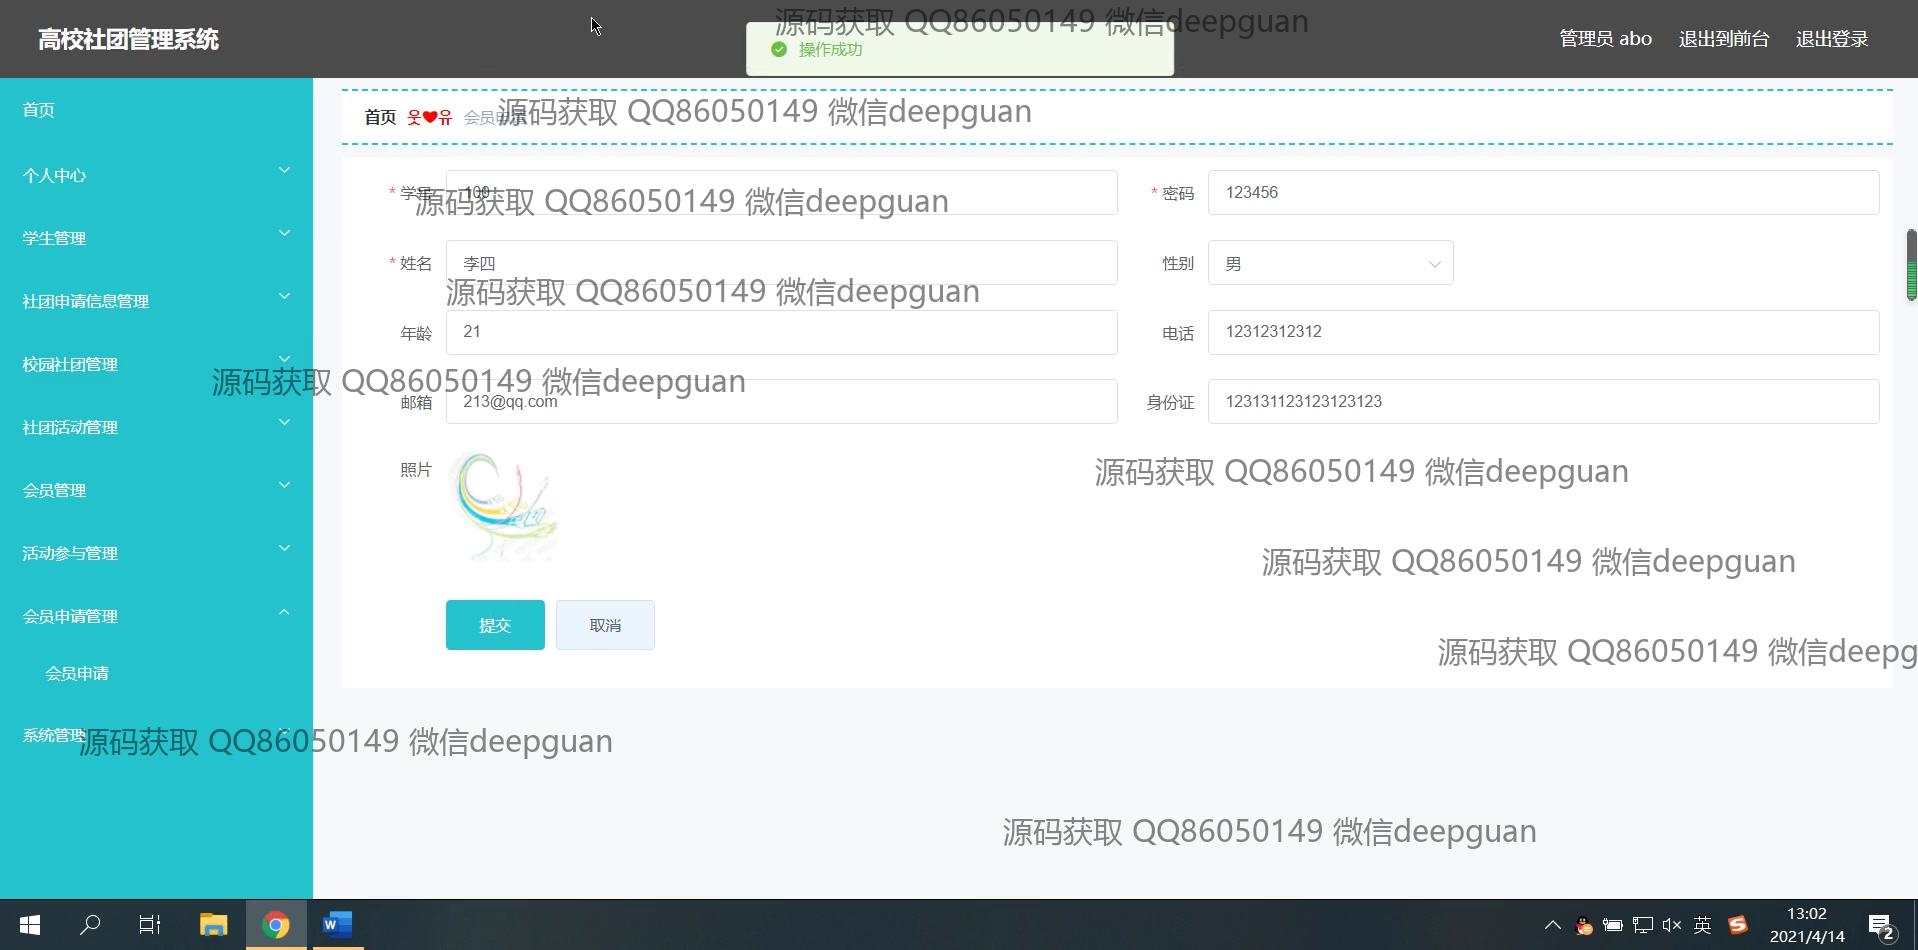 高校社团管理系统
源码获取 QQ86050149 微信deepguan
操作成功
管理员 abo 退出到前台 退出登录
首页
个人中心
学生管理
社团申请信息管理
校园社团管理
社团活动管理
会员管理
活动参与管理
会员申请管理
会员申请
系统管理
首页 웃❤유 会员申请
源码获取 QQ86050149 微信deepguan
* 学号 100
* 密码 123456
源码获取 QQ86050149 微信deepguan
* 姓名 李四
性别 男
源码获取 QQ86050149 微信deepguan
年龄 21
电话 12312312312
源码获取 QQ86050149 微信deepguan
邮箱 213@qq.com
身份证 123131123123123123
照片
源码获取 QQ86050149 微信deepguan
源码获取 QQ86050149 微信deepguan
提交 取消
源码获取 QQ86050149 微信deepg
源码获取 QQ86050149 微信deepguan
源码获取 QQ86050149 微信deepguan
英
13:02
2021/4/14
2